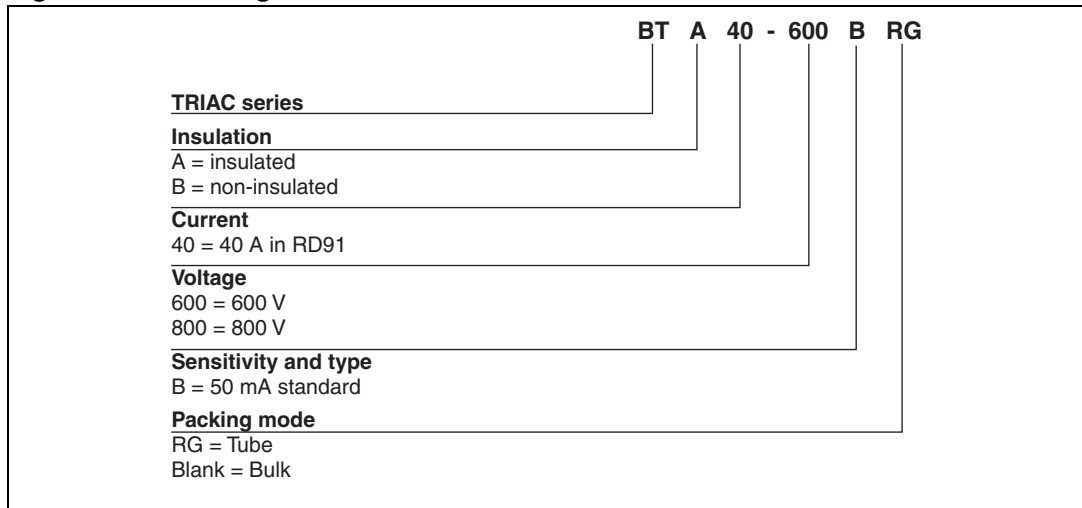 BT A 40 - 600 B RG
TRIAC series
Insulation
A = insulated
B = non-insulated
Current
40 = 40 A in RD91
Voltage
600 = 600 V
800 = 800 V
Sensitivity and type
B = 50 mA standard
Packing mode
RG = Tube
Blank = Bulk